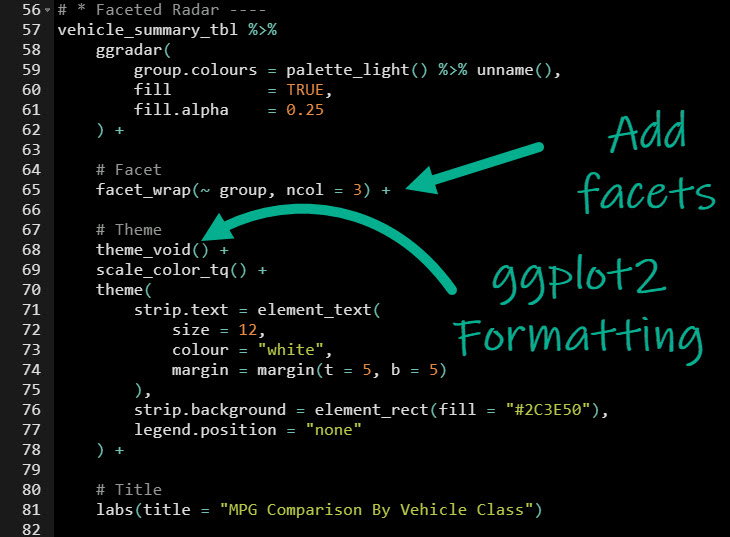 56 # * Faceted Radar ----
57 vehicle_summary_tbl %>%
58     ggradar(
59         group.colours = palette_light() %>% unname(),
60         fill          = TRUE,
61         fill.alpha    = 0.25
62     ) +
63
64     # Facet
65     facet_wrap(~ group, ncol = 3) +
66
67     # Theme
68     theme_void() +
69     scale_color_tq() +
70     theme(
71         strip.text = element_text(
72             size = 12,
73             colour = "white",
74             margin = margin(t = 5, b = 5)
75         ),
76         strip.background = element_rect(fill = "#2C3E50"),
77         legend.position = "none"
78     ) +
79
80     # Title
81     labs(title = "MPG Comparison By Vehicle Class")
82
Add
facets
ggplot2
Formatting